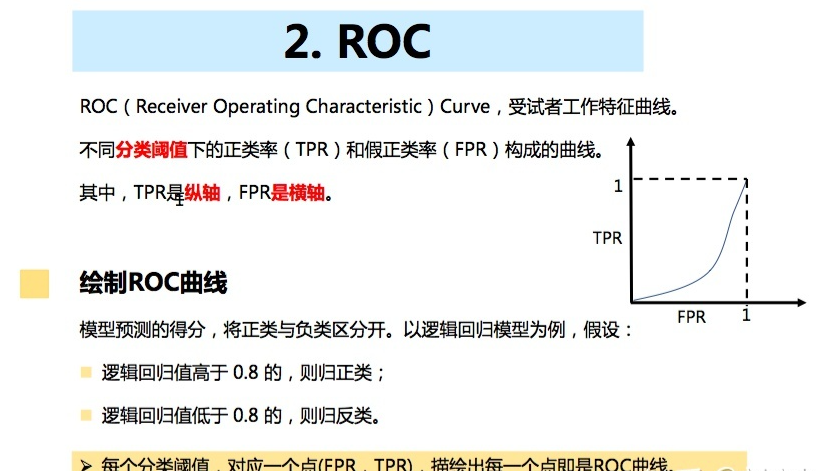 2. ROC
ROC（Receiver Operating Characteristic）Curve，受试者工作特征曲线。
不同分类阈值下的正类率（TPR）和假正类率（FPR）构成的曲线。
其中，TPR是纵轴，FPR是横轴。
1
TPR
FPR
1
绘制ROC曲线
模型预测的得分，将正类与负类区分开。以逻辑回归模型为例，假设：
逻辑回归值高于 0.8 的，则归正类；
逻辑回归值低于 0.8 的，则归反类。
每个分类阈值，对应一个点(FPR，TPR)，描绘出每一个点即是ROC曲线。